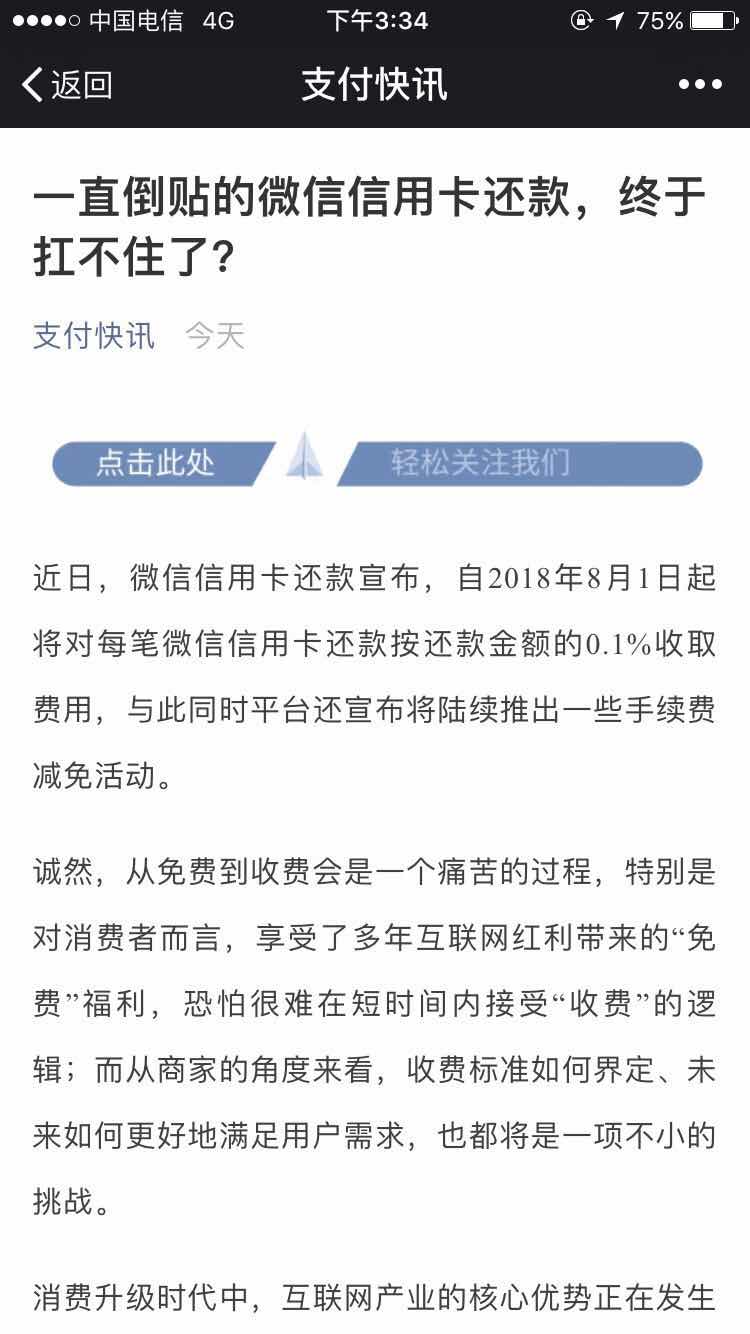 中国电信 4G 下午3:34 75%
返回 支付快讯
一直倒贴的微信信用卡还款，终于
扛不住了?
支付快讯 今天
点击此处 轻松关注我们
近日，微信信用卡还款宣布，自2018年8月1日起
将对每笔微信信用卡还款按还款金额的0.1%收取
费用，与此同时平台还宣布将陆续推出一些手续费
减免活动。
诚然，从免费到收费会是一个痛苦的过程，特别是
对消费者而言，享受了多年互联网红利带来的“免
费”福利，恐怕很难在短时间内接受“收费”的逻
辑；而从商家的角度来看，收费标准如何界定、未
来如何更好地满足用户需求，也都将是一项不小的
挑战。
消费升级时代中，互联网产业的核心优势正在发生